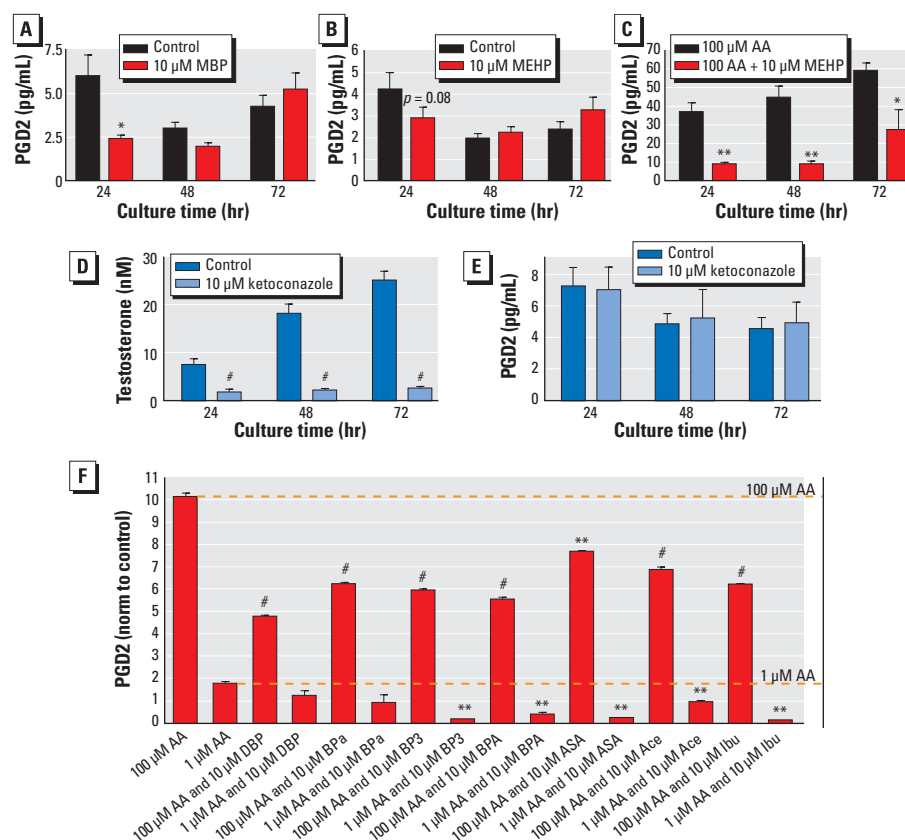 A
Control
10 µM MBP
PGD2 (pg/mL)
7.5
5.0
2.5
0
*
24
48
72
Culture time (hr)
B
Control
10 µM MEHP
PGD2 (pg/mL)
6
5
4
3
2
1
0
p = 0.08
24
48
72
Culture time (hr)
C
100 µM AA
100 AA + 10 µM MEHP
PGD2 (pg/mL)
70
60
50
40
30
20
10
0
**
**
*
24
48
72
Culture time (hr)
D
Control
10 µM ketoconazole
Testosterone (nM)
30
20
10
0
#
#
#
24
48
72
Culture time (hr)
E
Control
10 µM ketoconazole
PGD2 (pg/mL)
8
6
4
2
0
24
48
72
Culture time (hr)
F
PGD2 (norm to control)
11
10
9
8
7
6
5
4
3
2
1
0
100 µM AA
1 µM AA
#
#
#
**
#
**
**
**
#
**
#
**
100 µM AA
1 µM AA
100 µM AA and 10 µM DBP
1 µM AA and 10 µM DBP
100 µM AA and 10 µM BPa
1 µM AA and 10 µM BPa
100 µM AA and 10 µM BP3
1 µM AA and 10 µM BP3
100 µM AA and 10 µM BPA
1 µM AA and 10 µM BPA
100 µM AA and 10 µM ASA
1 µM AA and 10 µM ASA
100 µM AA and 10 µM Ace
1 µM AA and 10 µM Ace
100 µM AA and 10 µM Ibu
1 µM AA and 10 µM Ibu